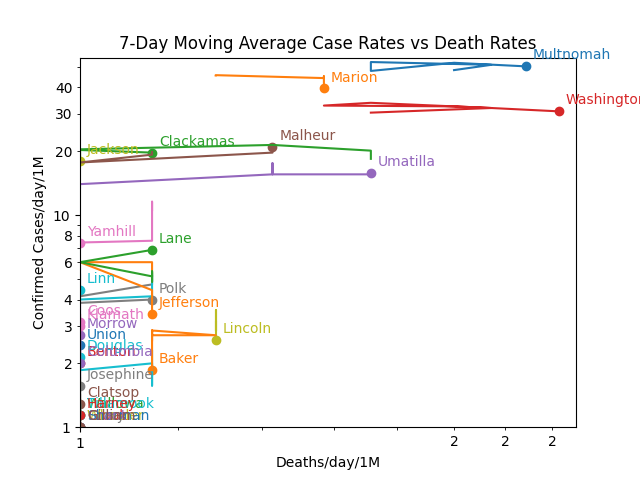 7-Day Moving Average Case Rates vs Death Rates
Multnomah
Marion
Washington
Clackamas
Malheur
Jackson
Umatilla
Yamhill
Lane
Linn
Polk
Jefferson
Coos
Klamath
Morrow
Lincoln
Union
Douglas
Benton
Baker
Josephine
Clatsop
Confirmed Cases/day/1M
40
30
20
10
8
6
4
3
2
1
1
2
2
2
Deaths/day/1M